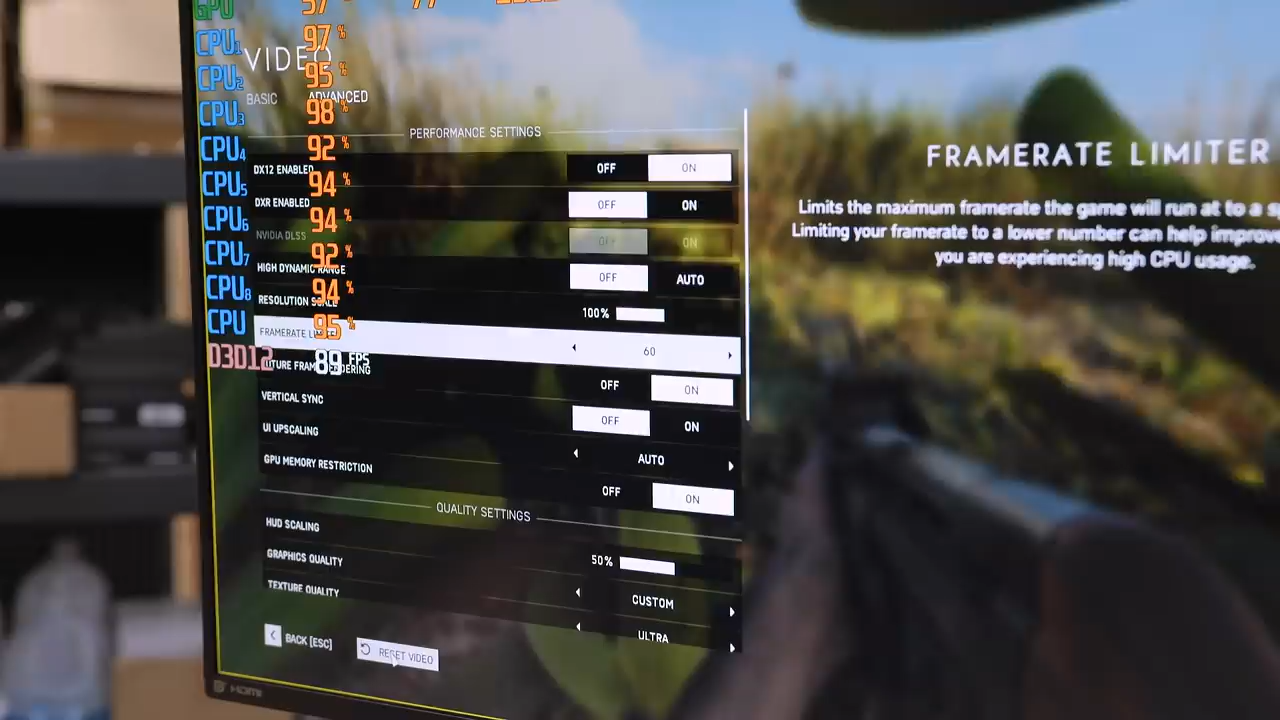 GPU 57 % 77
CPU1 97 %
VIDEO
CPU2 95 %
BASIC ADVANCED
CPU3 98 %
PERFORMANCE SETTINGS
FRAMERATE LIMITER
CPU4 92 %
DX12 ENABLED OFF ON
CPU5 94 %
DXR ENABLED OFF ON
Limits the maximum framerate the game will run at to a
CPU6 94 %
NVIDIA DLSS OFF ON
Limiting your framerate to a lower number can help
you are experiencing high CPU usage.
CPU7 92 %
HIGH DYNAMIC RANGE OFF AUTO
CPU8 94 %
RESOLUTION SCALE 100%
CPU 95 %
FRAMERATE 60
D3D12 89 FPS
FUTURE FRAME RENDERING OFF ON
VERTICAL SYNC OFF ON
UI UPSCALING AUTO
GPU MEMORY RESTRICTION OFF ON
QUALITY SETTINGS
HUD SCALING 50%
GRAPHICS QUALITY CUSTOM
TEXTURE QUALITY ULTRA
BACK [ESC] RESET VIDEO
HDMI